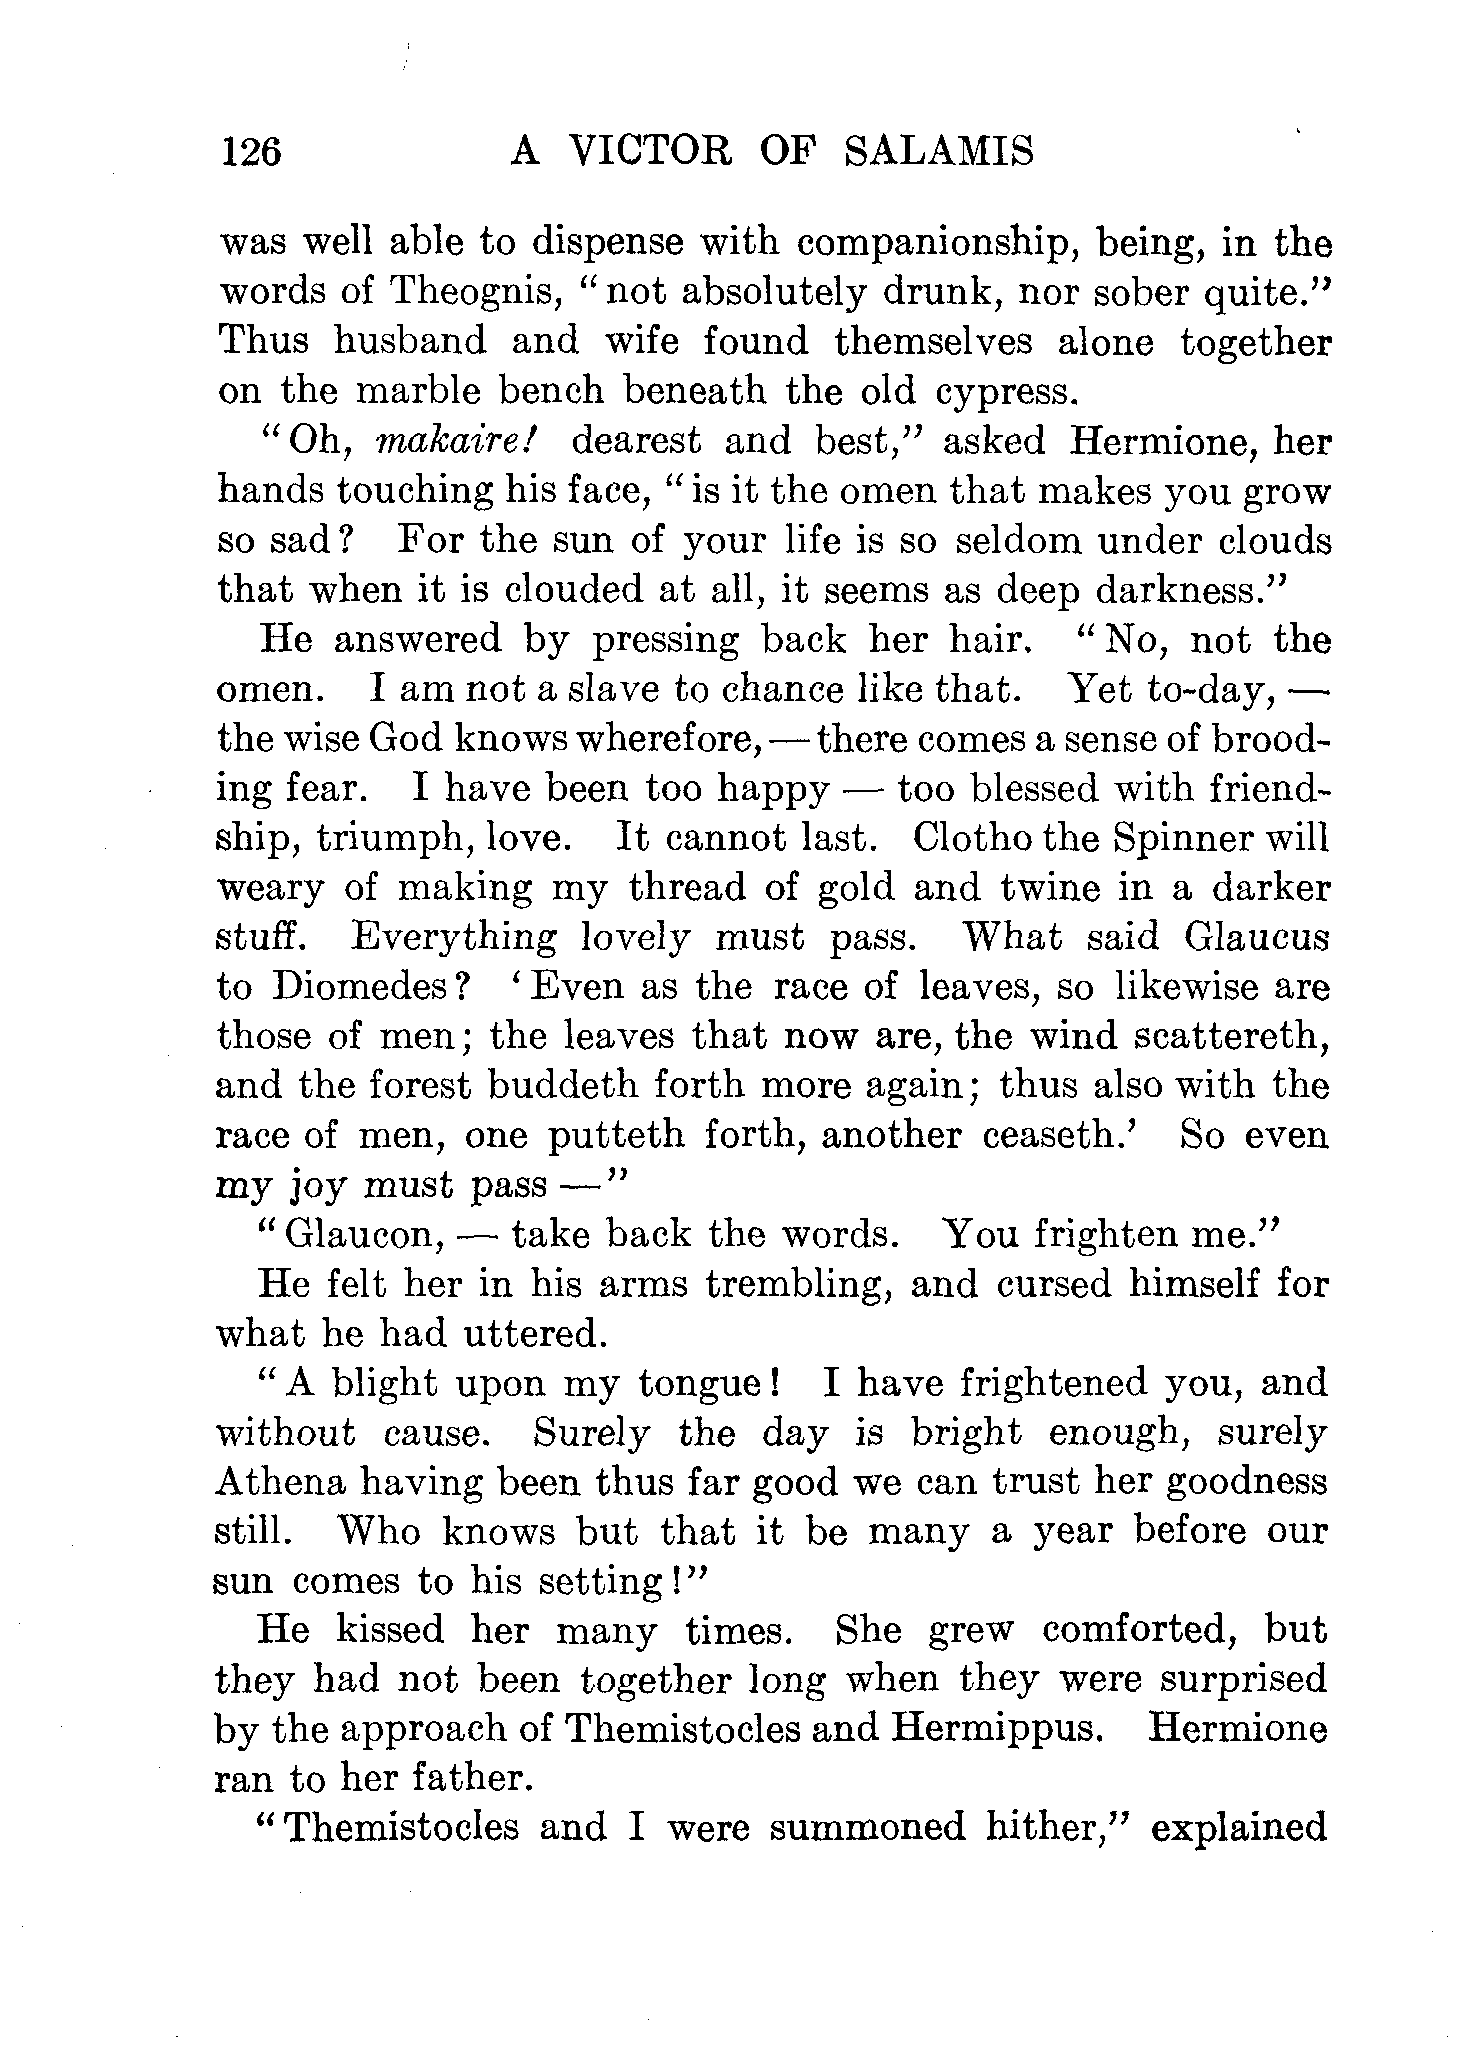 126 A VICTOR OF SALAMIS
was well able to dispense with companionship, being, in the
words of Theognis, “not absolutely drunk, nor sober quite.”
Thus husband and wife found themselves alone together
on the marble bench beneath the old cypress.
“Oh, makaire! dearest and best,” asked Hermione, her
hands touching his face, “is it the omen that makes you grow
so sad? For the sun of your life is so seldom under clouds
that when it is clouded at all, it seems as deep darkness.”
He answered by pressing back her hair. “No, not the
omen. I am not a slave to chance like that. Yet to-day, —
the wise God knows wherefore, — there comes a sense of brood-
ing fear. I have been too happy — too blessed with friend-
ship, triumph, love. It cannot last. Clotho the Spinner will
weary of making my thread of gold and twine in a darker
stuff. Everything lovely must pass. What said Glaucus
to Diomedes? ‘Even as the race of leaves, so likewise are
those of men; the leaves that now are, the wind scattereth,
and the forest buddeth forth more again; thus also with the
race of men, one putteth forth, another ceaseth.’ So even
my joy must pass —”
“Glaucon, — take back the words. You frighten me.”
He felt her in his arms trembling, and cursed himself for
what he had uttered.
“A blight upon my tongue! I have frightened you, and
without cause. Surely the day is bright enough, surely
Athena having been thus far good we can trust her goodness
still. Who knows but that it be many a year before our
sun comes to his setting!”
He kissed her many times. She grew comforted, but
they had not been together long when they were surprised
by the approach of Themistocles and Hermippus. Hermione
ran to her father.
“Themistocles and I were summoned hither,” explained